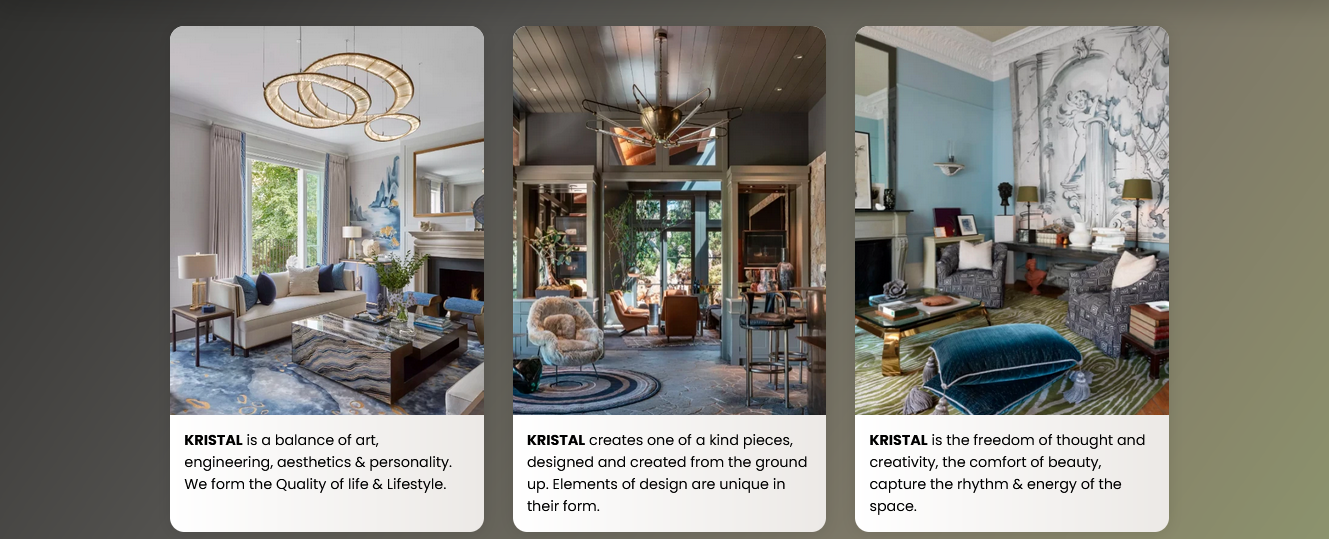 KRISTAL is a balance of art,
engineering, aesthetics & personality.
We form the Quality of life & Lifestyle.
KRISTAL creates one of a kind pieces,
designed and created from the ground
up. Elements of design are unique in
their form.
KRISTAL is the freedom of thought and
creativity, the comfort of beauty,
capture the rhythm & energy of the
space.